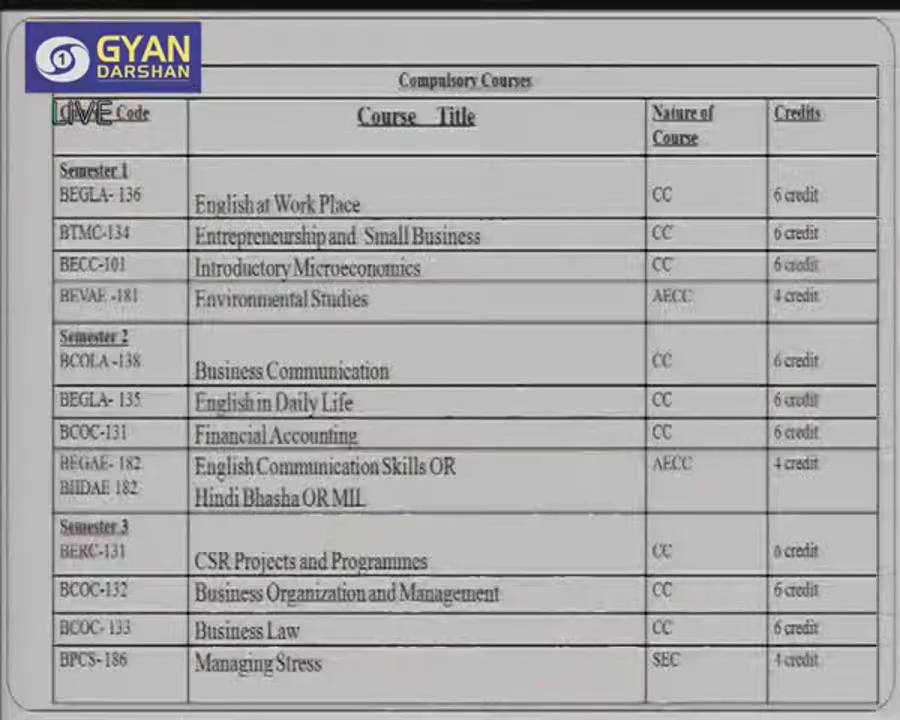 1 GYAN
DARSHAN
LIVE
Compulsory Courses
Code Course Title Nature of Course Credits
Semester 1
BEGLA- 136 English at Work Place CC 6 credit
BTMC-134 Entrepreneurship and Small Business CC 6 credit
BECC-101 Introductory Microeconomics CC 6 credit
BEVAE -181 Environmental Studies AECC 4 credit
Semester 2
BCOLA -138 Business Communication CC 6 credit
BEGLA- 135 English in Daily Life CC 6 credit
BCOC-131 Financial Accounting CC 6 credit
BEGAE- 182 English Communication Skills OR AECC 4 credit
BHDAE 182 Hindi Bhasha OR MIL
Semester 3
BERC-131 CSR Projects and Programmes CC 6 credit
BCOC-132 Business Organization and Management CC 6 credit
BCOC- 133 Business Law CC 6 credit
BPCS- 186 Managing Stress SEC 4 credit